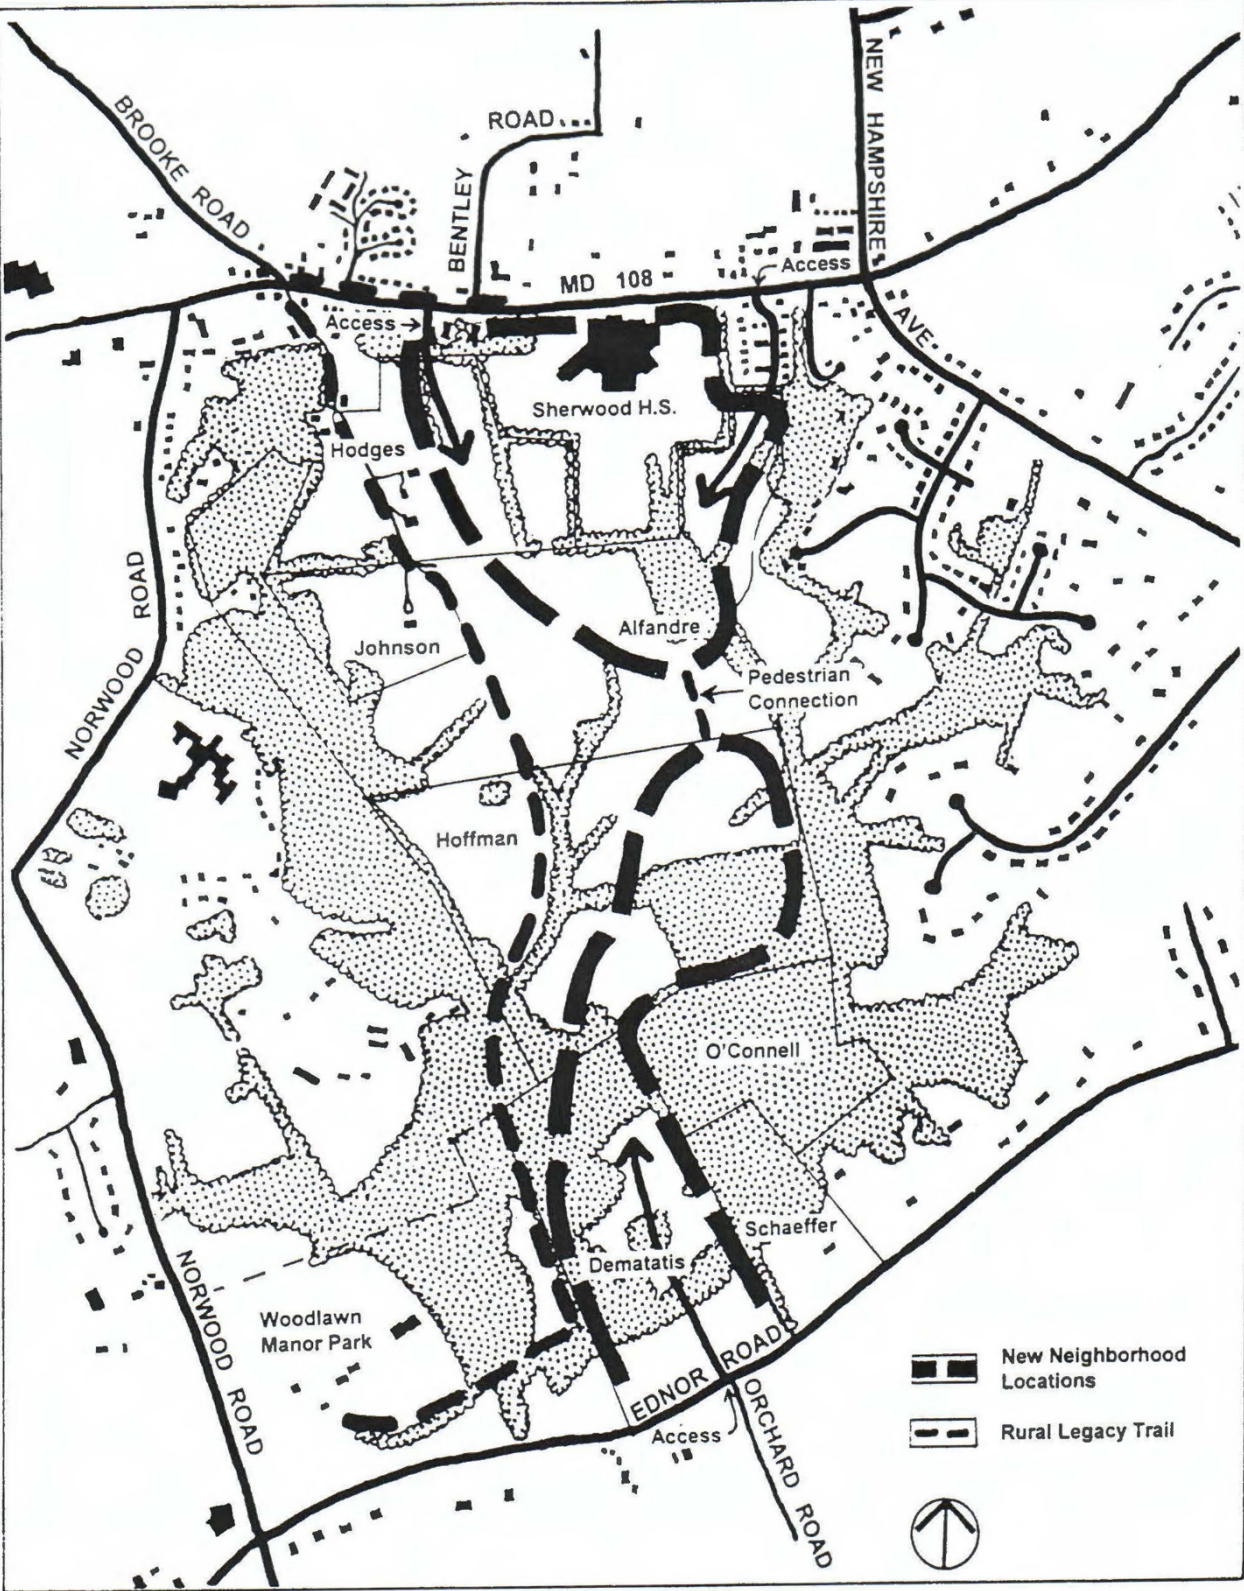 BROOKE ROAD
ROAD
BENTLEY
NEW HAMPSHIRE
AVE
MD 108
Access
Access
Sherwood H.S.
Hodges
NORWOOD ROAD
Johnson
Alfandre
Pedestrian
Connection
Hoffman
O'Connell
Schaeffer
Dematatis
NORWOOD ROAD
Woodlawn
Manor Park
EDNOR ROAD
Access
ORCHARD ROAD
New Neighborhood
Locations
Rural Legacy Trail